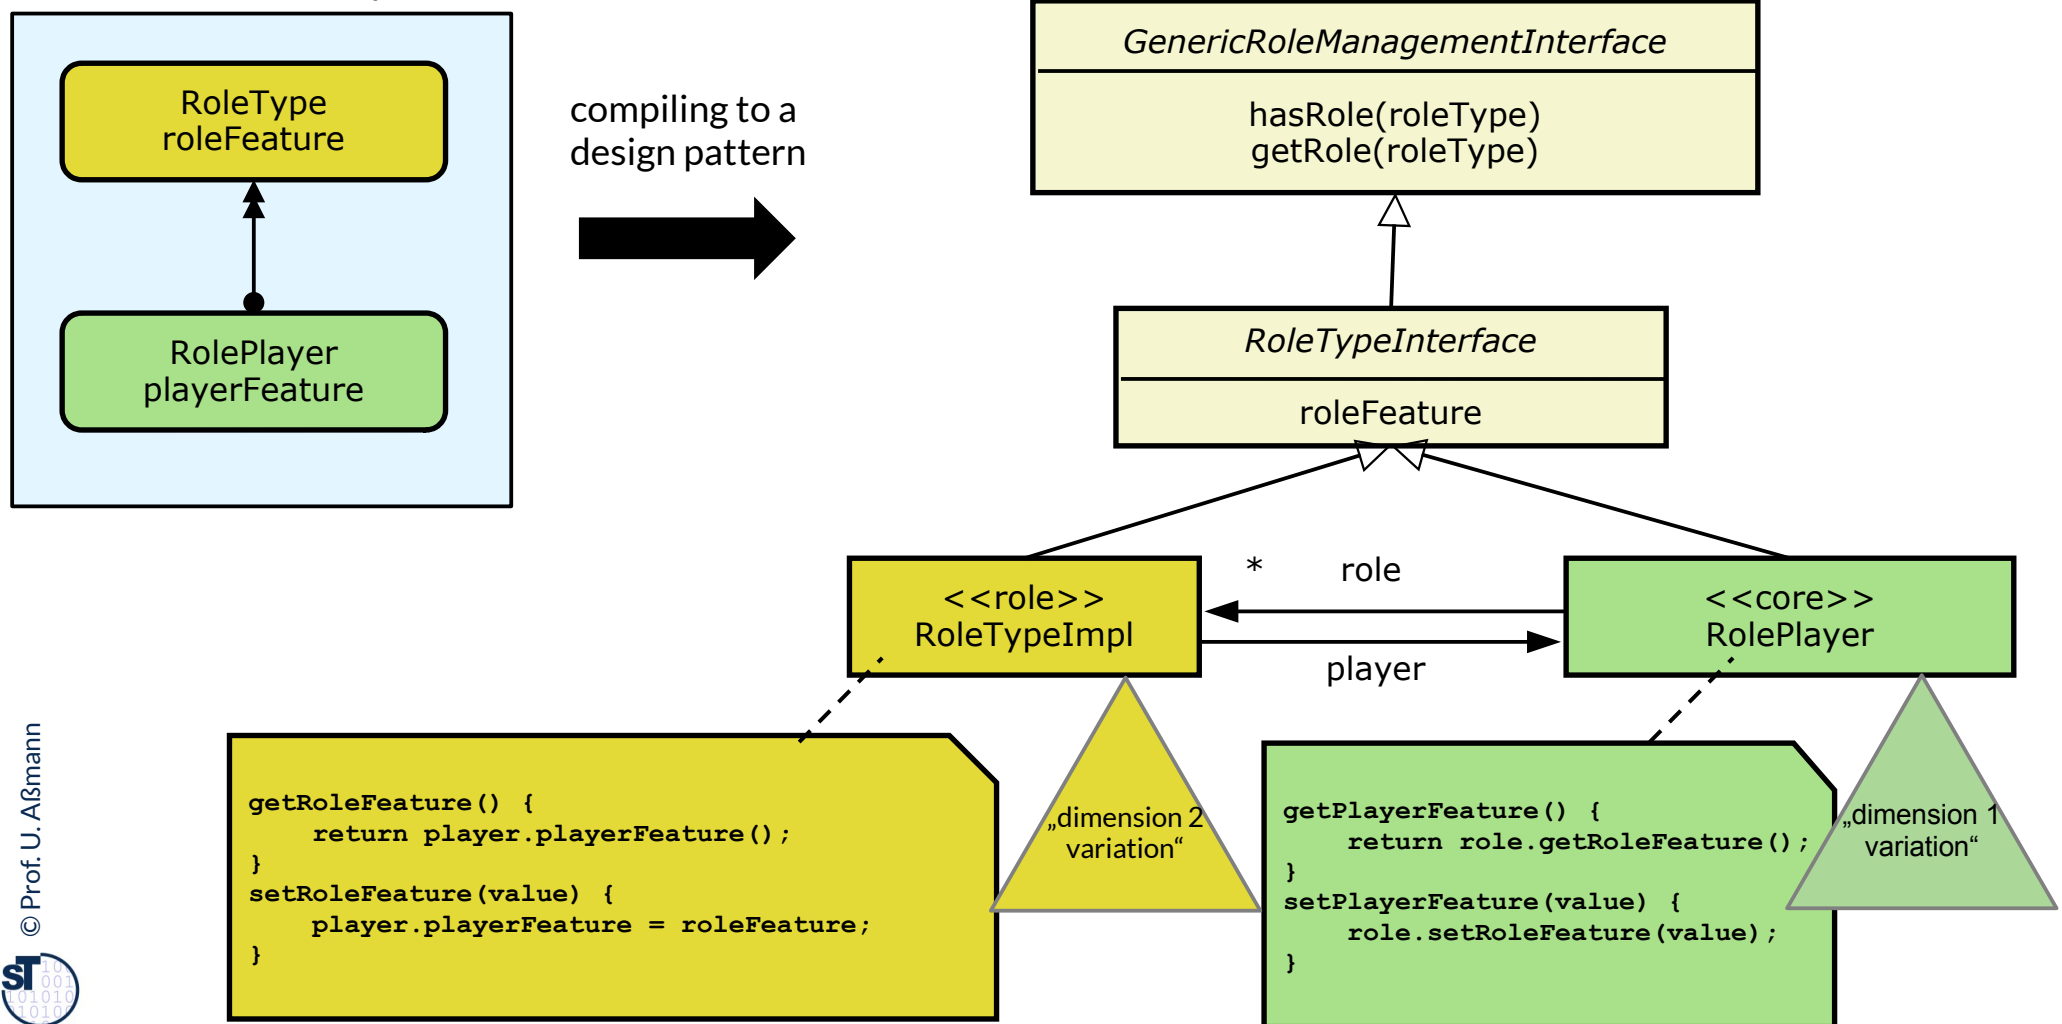 RoleType
roleFeature
RolePlayer
playerFeature
compiling to a
design pattern
GenericRoleManagementInterface
hasRole(roleType)
getRole(roleType)
RoleTypeInterface
roleFeature
<<role>>
RoleTypeImpl
* role
player
<<core>>
RolePlayer
getRoleFeature() {
return player.playerFeature();
}
setRoleFeature(value) {
player.playerFeature = roleFeature;
}
„dimension 2
variation“
getPlayerFeature() {
return role.getRoleFeature();
}
setPlayerFeature(value) {
role.setRoleFeature(value);
}
„dimension 1
variation“
© Prof. U. Aßmann
sT